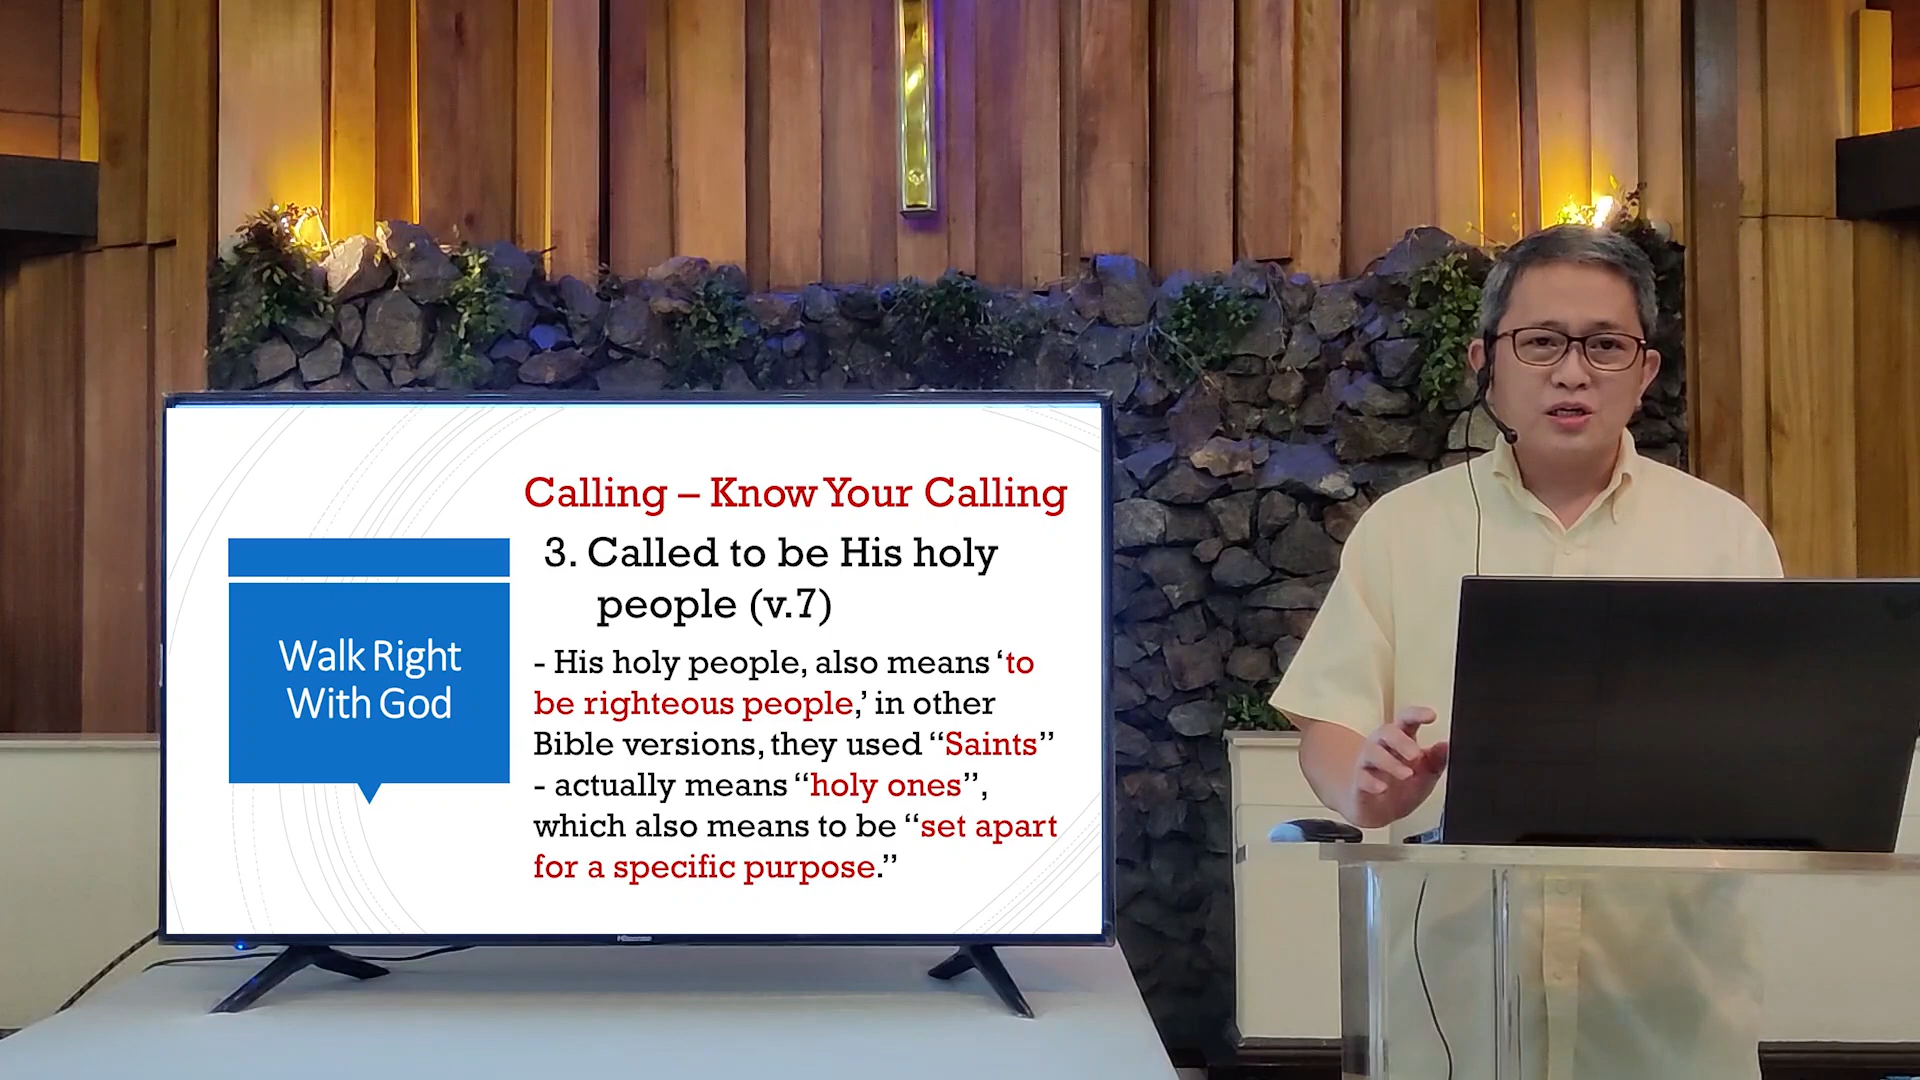 Calling – Know Your Calling
3. Called to be His holy
people (v.7)
- His holy people, also means ‘to
be righteous people,’ in other
Bible versions, they used “Saints”
- actually means “holy ones”,
which also means to be “set apart
for a specific purpose.”
Walk Right
With God
Hisense